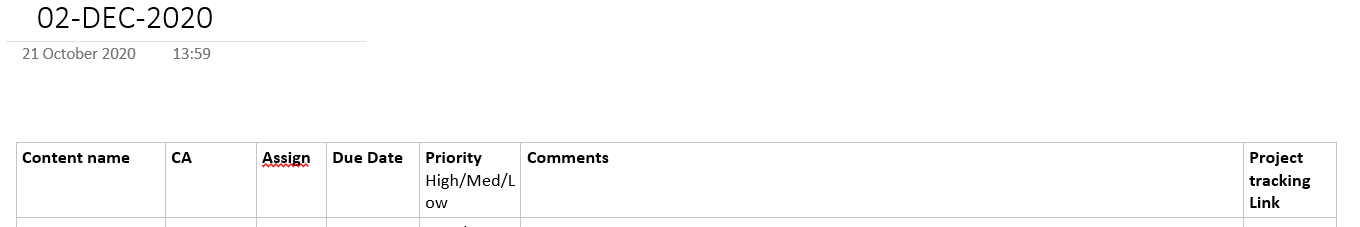 02-DEC-2020
21 October 2020 13:59
Content name CA Assign Due Date Priority Comments Project
High/Med/L tracking
ow Link